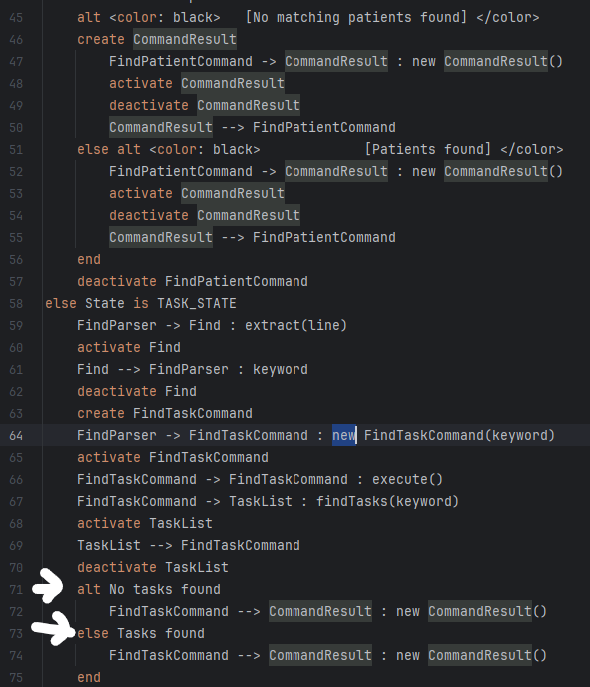 45 alt <color: black>   [No matching patients found] </color>
46 create CommandResult
47 FindPatientCommand -> CommandResult : new CommandResult()
48 activate CommandResult
49 deactivate CommandResult
50 CommandResult --> FindPatientCommand
51 else alt <color: black>             [Patients found] </color>
52 FindPatientCommand -> CommandResult : new CommandResult()
53 activate CommandResult
54 deactivate CommandResult
55 CommandResult --> FindPatientCommand
56 end
57 deactivate FindPatientCommand
58 else State is TASK_STATE
59 FindParser -> Find : extract(line)
60 activate Find
61 Find --> FindParser : keyword
62 deactivate Find
63 create FindTaskCommand
64 FindParser -> FindTaskCommand : new FindTaskCommand(keyword)
65 activate FindTaskCommand
66 FindTaskCommand -> FindTaskCommand : execute()
67 FindTaskCommand -> TaskList : findTasks(keyword)
68 activate TaskList
69 TaskList --> FindTaskCommand
70 deactivate TaskList
71 alt No tasks found
72 FindTaskCommand --> CommandResult : new CommandResult()
73 else Tasks found
74 FindTaskCommand --> CommandResult : new CommandResult()
75 end